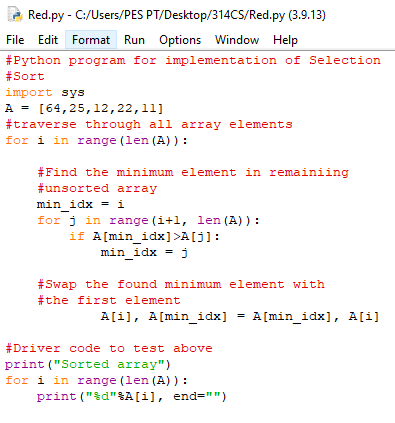 Red.py - C:/Users/PES PT/Desktop/314CS/Red.py (3.9.13)
File Edit Format Run Options Window Help
#Python program for implementation of Selection
#Sort
import sys
A = [64,25,12,22,11]
#traverse through all array elements
for i in range(len(A)):
    #Find the minimum element in remainiing
    #unsorted array
    min_idx = i
    for j in range(i+1, len(A)):
        if A[min_idx]>A[j]:
            min_idx = j
    #Swap the found minimum element with
    #the first element
            A[i], A[min_idx] = A[min_idx], A[i]
#Driver code to test above
print("Sorted array")
for i in range(len(A)):
    print("%d"%A[i], end="")